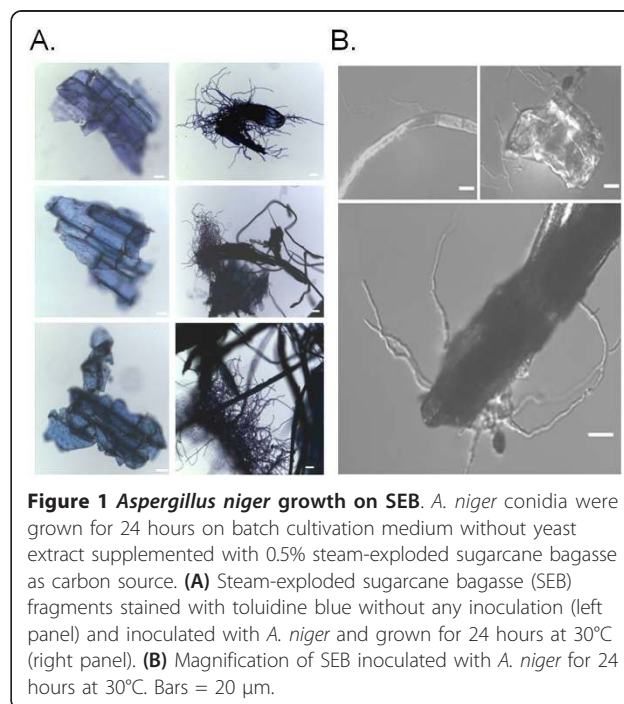 A.
B.
Figure 1 Aspergillus niger growth on SEB. A. niger conidia were
grown for 24 hours on batch cultivation medium without yeast
extract supplemented with 0.5% steam-exploded sugarcane bagasse
as carbon source. (A) Steam-exploded sugarcane bagasse (SEB)
fragments stained with toluidine blue without any inoculation (left
panel) and inoculated with A. niger and grown for 24 hours at 30°C
(right panel). (B) Magnification of SEB inoculated with A. niger for 24
hours at 30°C. Bars = 20 μm.